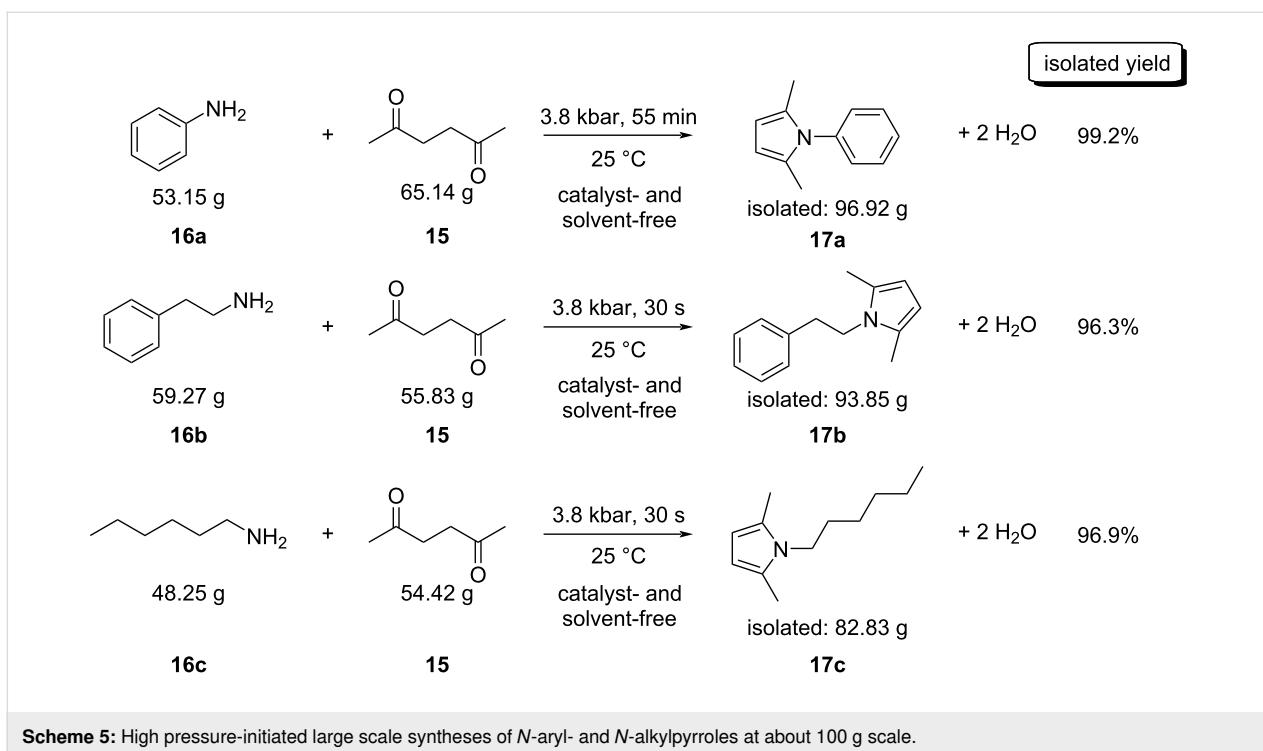 isolated yield
NH2
+
O
O
3.8 kbar, 55 min
25 °C
catalyst- and
solvent-free
N
+ 2 H2O
99.2%
53.15 g
65.14 g
isolated: 96.92 g
16a
15
17a
NH2
+
O
O
3.8 kbar, 30 s
25 °C
catalyst- and
solvent-free
N
+ 2 H2O
96.3%
59.27 g
55.83 g
isolated: 93.85 g
16b
15
17b
NH2
+
O
O
3.8 kbar, 30 s
25 °C
catalyst- and
solvent-free
N
+ 2 H2O
96.9%
48.25 g
54.42 g
isolated: 82.83 g
16c
15
17c
Scheme 5: High pressure-initiated large scale syntheses of N-aryl- and N-alkylpyrroles at about 100 g scale.